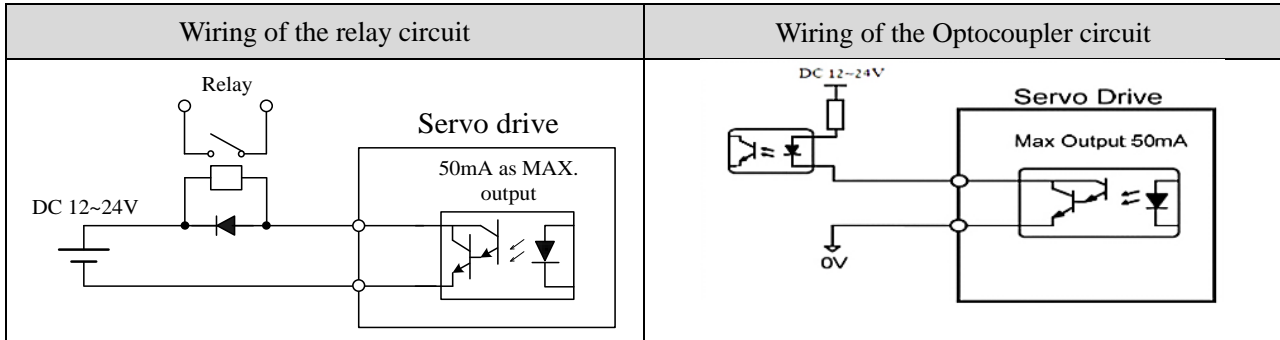 Wiring of the relay circuit
Wiring of the Optocoupler circuit
Relay
Servo drive
50mA as MAX.
output
DC 12~24V
DC 12~24V
Servo Drive
Max Output 50mA
0V